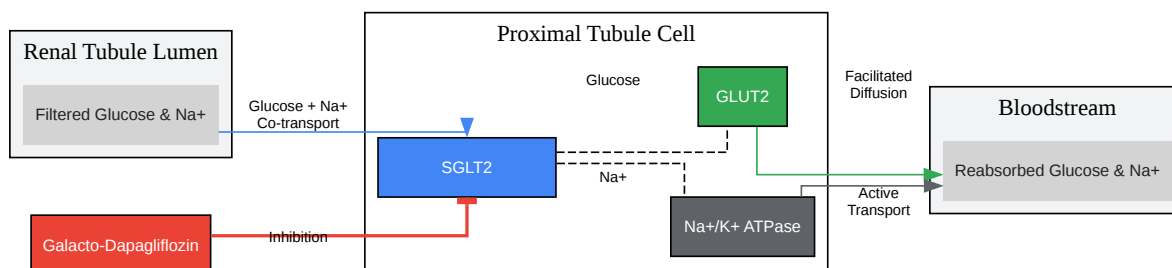 Renal Tubule Lumen
Filtered Glucose & Na+
Glucose + Na+
Co-transport
Proximal Tubule Cell
Glucose
GLUT2
SGLT2
Na+
Na+/K+ ATPase
Galacto-Dapagliflozin
Inhibition
Facilitated
Diffusion
Active
Transport
Bloodstream
Reabsorbed Glucose & Na+